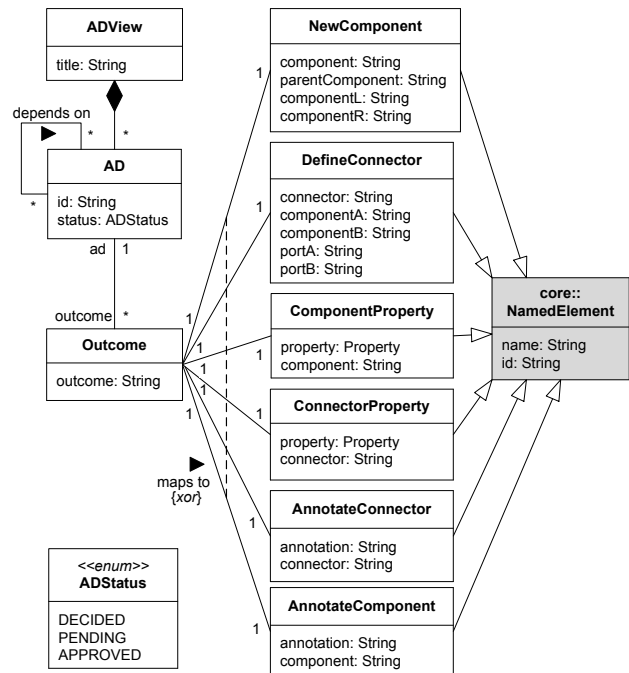 ADView
title: String
depends on
*
*
*
AD
id: String
status: ADStatus
ad
1
outcome
*
Outcome
outcome: String
1
1
1
1
1
1
maps to
{xor}
<<enum>>
ADStatus
DECIDED
PENDING
APPROVED
1
NewComponent
component: String
parentComponent: String
componentL: String
componentR: String
1
DefineConnector
connector: String
componentA: String
componentB: String
portA: String
portB: String
1
ComponentProperty
property: Property
component: String
1
ConnectorProperty
property: Property
connector: String
1
AnnotateConnector
annotation: String
connector: String
1
AnnotateComponent
annotation: String
component: String
core::
NamedElement
name: String
id: String